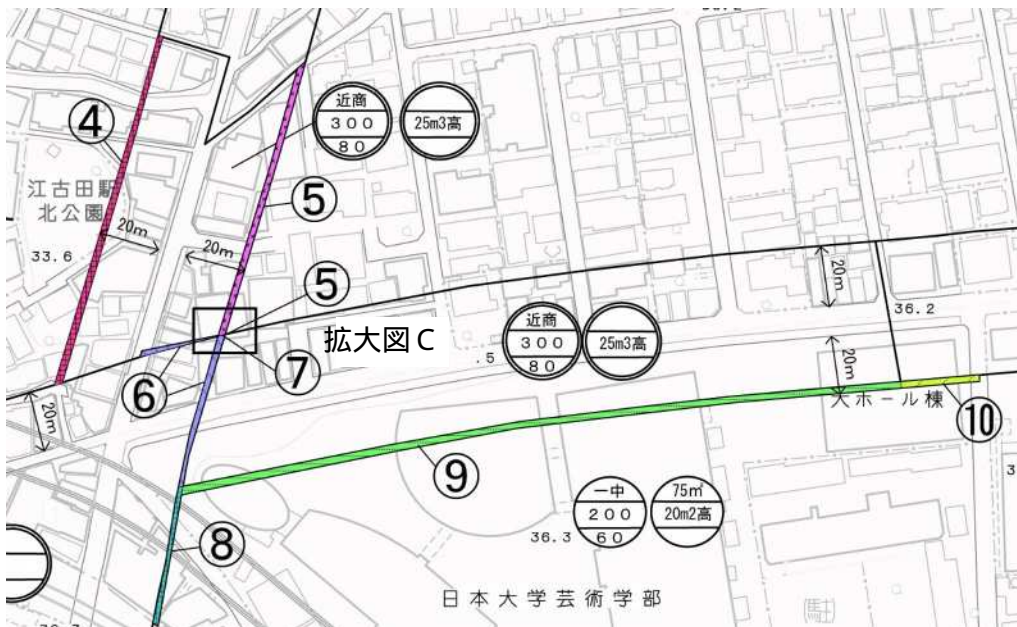 近商
300
80
25m3高
④
江古田駅
北公園
⑤
20m
20m
33.6
⑤
拡大図C
近商
300
80
25m3高
20m
36.2
.5
20m
⑥
⑦
20m
大ホール棟
⑩
⑨
一中
200
60
75㎡
20m2高
36.3
⑧
日本大学芸術学部
駐